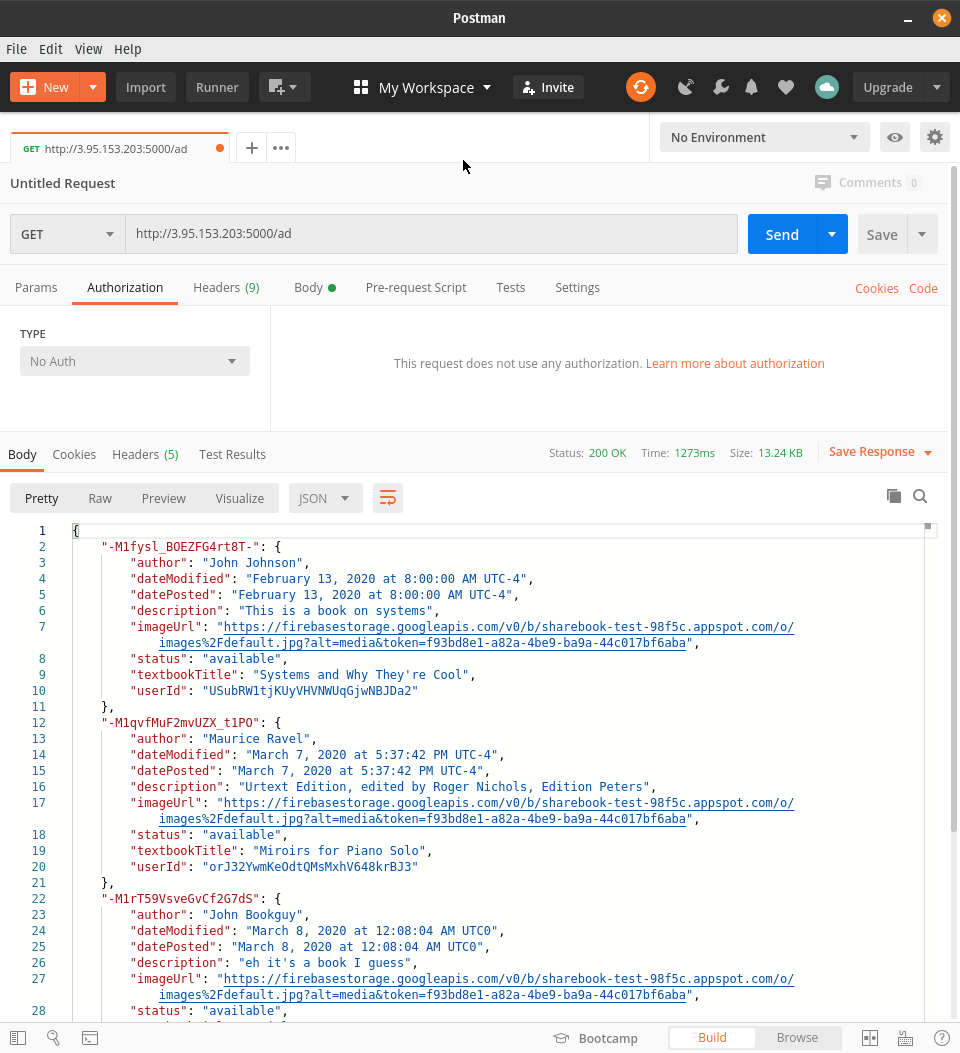 Postman
File Edit View Help
New Import Runner My Workspace Invite Upgrade
GET http://3.95.153.203:5000/ad No Environment
Untitled Request Comments 0
GET http://3.95.153.203:5000/ad Send Save
Params Authorization Headers (9) Body Pre-request Script Tests Settings Cookies Code
TYPE
No Auth
This request does not use any authorization. Learn more about authorization
Body Cookies Headers (5) Test Results Status: 200 OK Time: 1273ms Size: 13.24 KB Save Response
Pretty Raw Preview Visualize JSON
1 {
2 "-M1fysl_BOEZFG4rt8T-": {
3 "author": "John Johnson",
4 "dateModified": "February 13, 2020 at 8:00:00 AM UTC-4",
5 "datePosted": "February 13, 2020 at 8:00:00 AM UTC-4",
6 "description": "This is a book on systems",
7 "imageUrl": "https://firebasestorage.googleapis.com/v0/b/sharebook-test-98f5c.appspot.com/o/
images%2Fdefault.jpg?alt=media&token=f93bd8e1-a82a-4be9-ba9a-44c017bf6aba",
8 "status": "available",
9 "textbookTitle": "Systems and Why They're Cool",
10 "userId": "USubRW1tjKUyVHVNWUqGjwNBJDa2"
11 },
12 "-M1qvfMuF2mvUZX_t1PO": {
13 "author": "Maurice Ravel",
14 "dateModified": "March 7, 2020 at 5:37:42 PM UTC-4",
15 "datePosted": "March 7, 2020 at 5:37:42 PM UTC-4",
16 "description": "Urtext Edition, edited by Roger Nichols, Edition Peters",
17 "imageUrl": "https://firebasestorage.googleapis.com/v0/b/sharebook-test-98f5c.appspot.com/o/
images%2Fdefault.jpg?alt=media&token=f93bd8e1-a82a-4be9-ba9a-44c017bf6aba",
18 "status": "available",
19 "textbookTitle": "Miroirs for Piano Solo",
20 "userId": "orJ32YwmKeOdtQMsMxhV648krBJ3"
21 },
22 "-M1rT59VsveGvCf2G7dS": {
23 "author": "John Bookguy",
24 "dateModified": "March 8, 2020 at 12:08:04 AM UTC0",
25 "datePosted": "March 8, 2020 at 12:08:04 AM UTC0",
26 "description": "eh it's a book I guess",
27 "imageUrl": "https://firebasestorage.googleapis.com/v0/b/sharebook-test-98f5c.appspot.com/o/
images%2Fdefault.jpg?alt=media&token=f93bd8e1-a82a-4be9-ba9a-44c017bf6aba",
28 "status": "available",
Bootcamp Build Browse